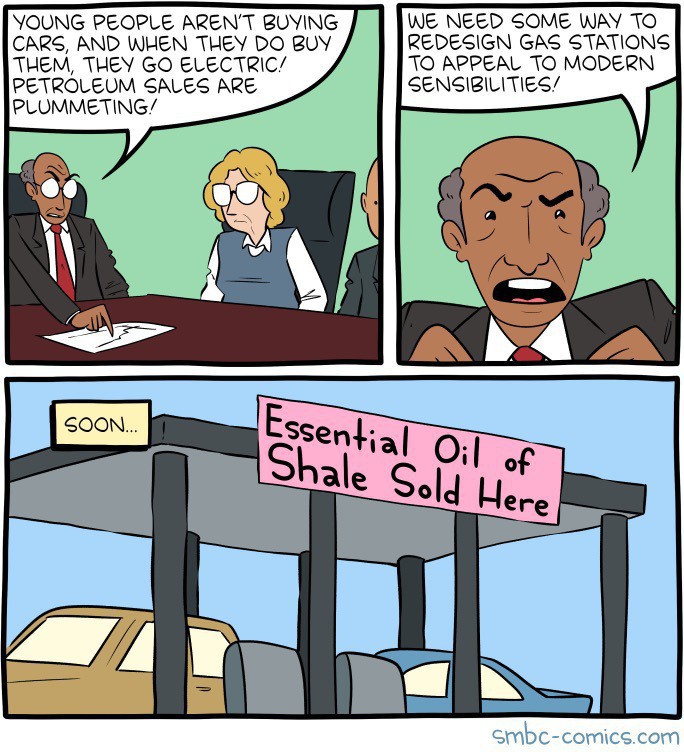 YOUNG PEOPLE AREN'T BUYING
CARS, AND WHEN THEY DO BUY
THEM, THEY GO ELECTRIC!
PETROLEUM SALES ARE
PLUMMETING!
WE NEED SOME WAY TO
REDESIGN GAS STATIONS
TO APPEAL TO MODERN
SENSIBILITIES!
SOON...
Essential Oil of
Shale Sold Here
smbc-comics.com